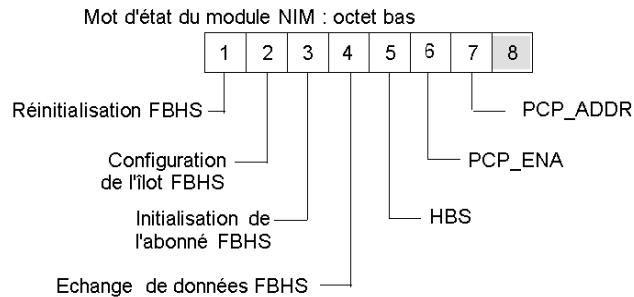 Mot d'état du module NIM : octet bas
1 2 3 4 5 6 7 8
Réinitialisation FBHS
PCP_ADDR
Configuration
de l'îlot FBHS
PCP_ENA
Initialisation de
l'abonné FBHS
HBS
Echange de données FBHS